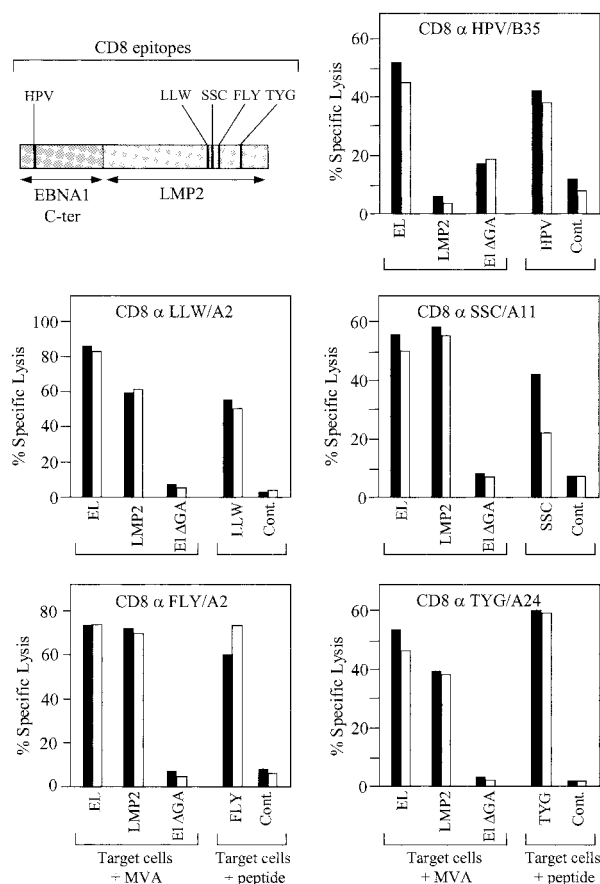 CD8 epitopes
HPV
LLW SSC FLY TYG
EBNA1
C-ter
LMP2
CD8 α HPV/B35
% Specific Lysis
60
40
20
0
EL
LMP2
E1 ΔGA
HPV
Cont.
CD8 α LLW/A2
% Specific Lysis
100
80
60
40
20
0
EL
LMP2
E1 ΔGA
LLW
Cont.
CD8 α SSC/A11
% Specific Lysis
60
40
20
0
EL
LMP2
E1 ΔGA
SSC
Cont.
CD8 α FLY/A2
% Specific Lysis
80
60
40
20
0
EL
LMP2
E1 ΔGA
FLY
Cont.
Target cells
+ MVA
Target cells
+ peptide
CD8 α TYG/A24
% Specific Lysis
60
40
20
0
EL
LMP2
E1 ΔGA
TYG
Cont.
Target cells
+ MVA
Target cells
+ peptide